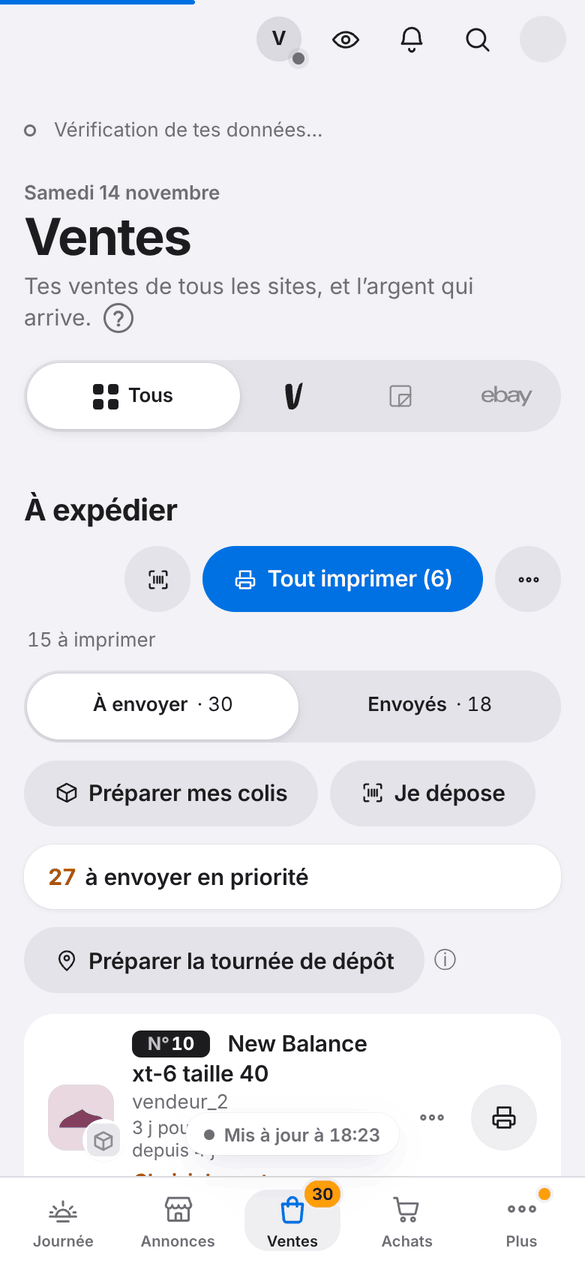 V
Vérification de tes données...
Samedi 14 novembre
Ventes
Tes ventes de tous les sites, et l’argent qui
arrive. ?
Tous
ebay
À expédier
Tout imprimer (6)
15 à imprimer
À envoyer · 30
Envoyés · 18
Préparer mes colis
Je dépose
27 à envoyer en priorité
Préparer la tournée de dépôt
N°10 New Balance
xt-6 taille 40
vendeur_2
3 j
Mis à jour à 18:23
depuis
30
Journée
Annonces
Ventes
Achats
Plus